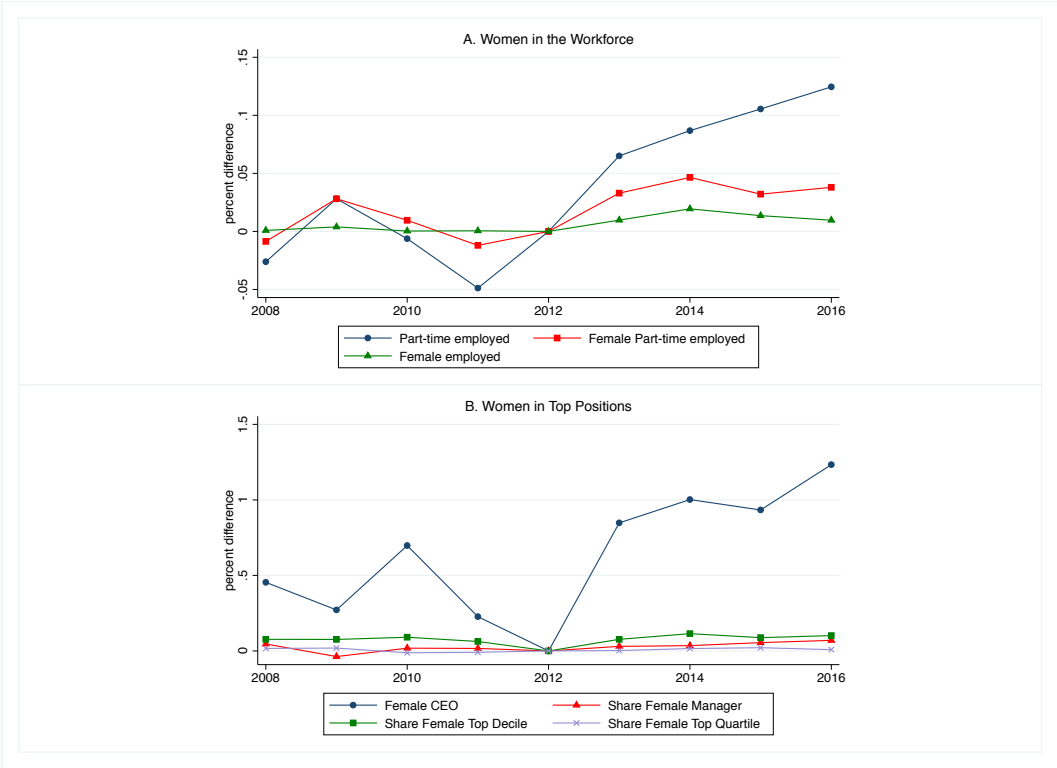 A. Women in the Workforce
percent difference
.15
.1
.05
0
-.05
2008 2010 2012 2014 2016
Part-time employed Female Part-time employed
Female employed
B. Women in Top Positions
percent difference
1.5
1
.5
0
2008 2010 2012 2014 2016
Female CEO Share Female Manager
Share Female Top Decile Share Female Top Quartile